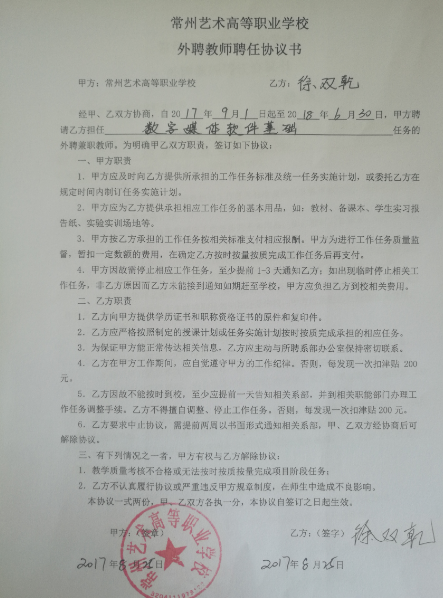 常州艺术高等职业学校
外聘教师聘任协议书
甲方：常州艺术高等职业学校 乙方：徐双乾
经甲、乙双方协商，自2017年9月1日起至2018年6月30日，甲方聘
请乙方担任 数字媒体软件基础 任务的
外聘兼职教师。为明确甲乙双方职责，签订如下协议：
一、甲方职责
1．甲方应及时向乙方提供所承担的工作任务标准及统一任务实施计划，或委托乙方在
规定时间内制订任务实施计划。
2．甲方应为乙方提供承担相应工作任务的基本用品，如：教材、备课本、学生实习报告
纸、实验实训场地等。
3．甲方按乙方承担的工作任务按相关标准支付相应报酬。甲方为进行工作任务质量监
督，暂扣一定数额的费用，在确定乙方按时按量按质完成工作任务后再支付。
4．甲方因故需停止相应工作任务，至少提前1-3天通知乙方；如出现临时停止相关工
作任务，非乙方原因而乙方未能接到通知如期赶至学校，甲方应负担乙方到校相关费用。
二、乙方职责
1．乙方向甲方提供学历证书和职称资格证书的原件和复印件。
2．乙方应严格按照制定的授课计划或任务实施计划按时按质完成承担的相应任务。
3．为保证甲方能正常传达相关信息，乙方应主动与所聘系部办公室保持密切联系。
4．乙方在甲方工作期间，应自觉遵守甲方的工作纪律。否则，每发现一次扣津贴200
元。
5．乙方因故不能按时到校，至少应提前一天告知相关系部，并到相关职能部门办理工
作任务调整手续。乙方不得擅自调整、停止工作任务，否则，每发现一次扣津贴200元。
6．乙方要求中止协议，需提前两周以书面形式通知相关系部，甲、乙双方经协商后可
解除协议。
三、有下列情况之一者，甲方有权与乙方解除协议：
1．教学质量考核不合格或无法按时按质按量完成项目阶段任务；
2．乙方不认真履行协议或严重违反甲方规章制度，在师生中造成不良影响。
本协议一式两份，甲、乙双方各执一分，本协议自签订之日起生效。
甲方：（签章） 乙方：（签字）徐双乾
2017年8月25日 2017年8月25日
常州艺术高等职业学校